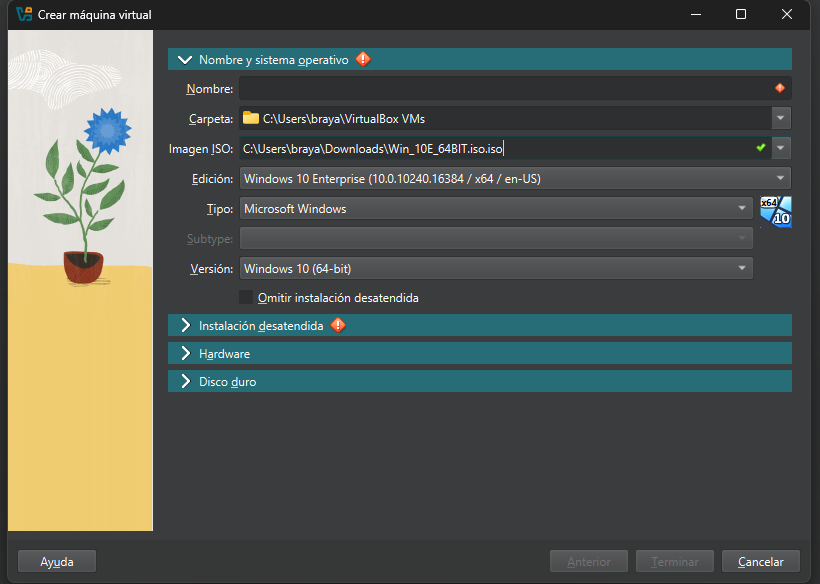 Crear máquina virtual
Nombre y sistema operativo
Nombre:
Carpeta: C:\Users\braya\VirtualBox VMs
Imagen ISO: C:\Users\braya\Downloads\Win_10E_64BIT.iso.iso
Edición: Windows 10 Enterprise (10.0.10240.16384 / x64 / en-US)
Tipo: Microsoft Windows x64
10
Subtype:
Versión: Windows 10 (64-bit)
Omitir instalación desatendida
Instalación desatendida
Hardware
Disco duro
Ayuda Anterior Terminar Cancelar